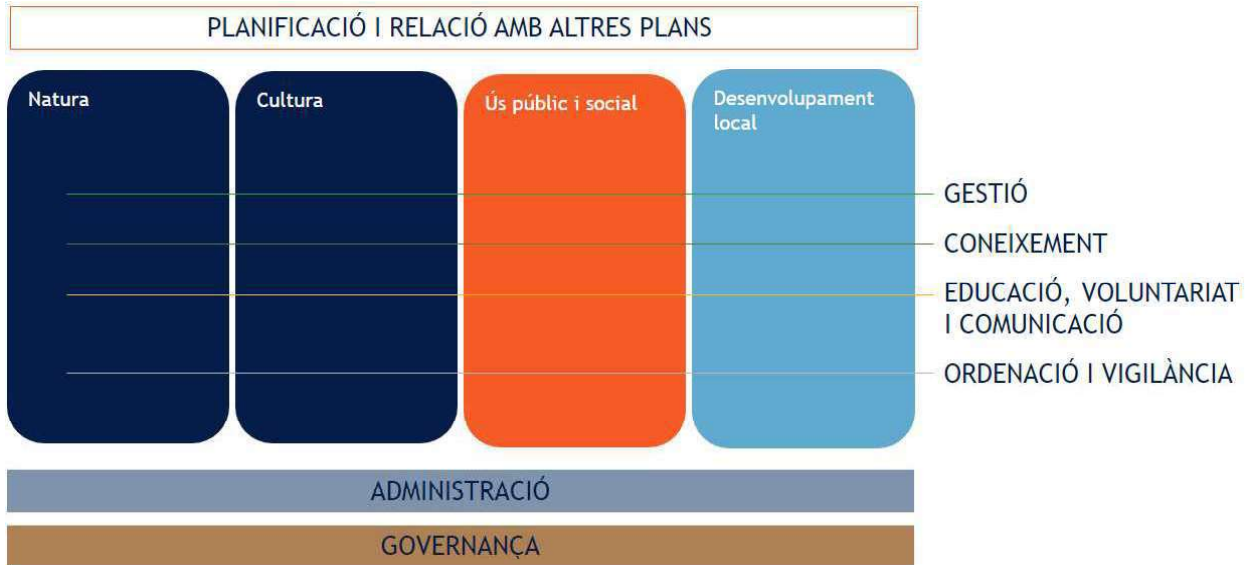 PLANIFICACIÓ I RELACIÓ AMB ALTRES PLANS
Natura
Cultura
Ús públic i social
Desenvolupament
local
GESTIÓ
CONEIXEMENT
EDUCACIÓ, VOLUNTARIAT
I COMUNICACIÓ
ORDENACIÓ I VIGILÀNCIA
ADMINISTRACIÓ
GOVERNANÇA